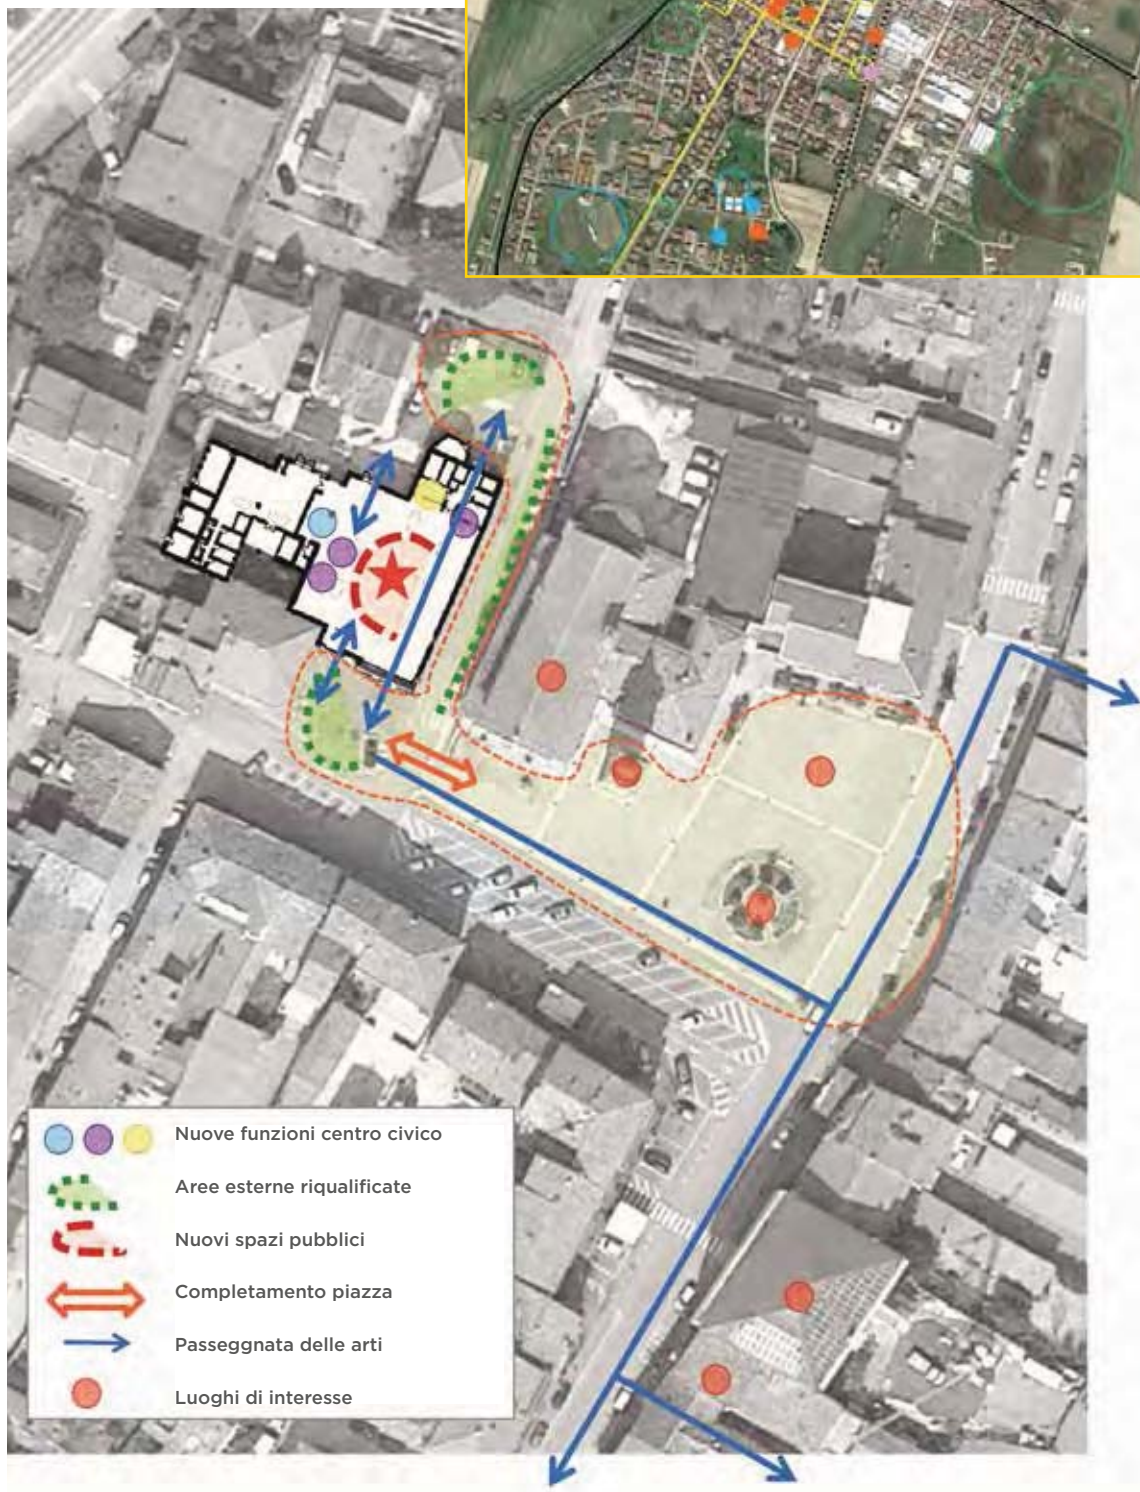 Nuove funzioni centro civico
Aree esterne riqualificate
Nuovi spazi pubblici
Completamento piazza
Passeggnata delle arti
Luoghi di interesse